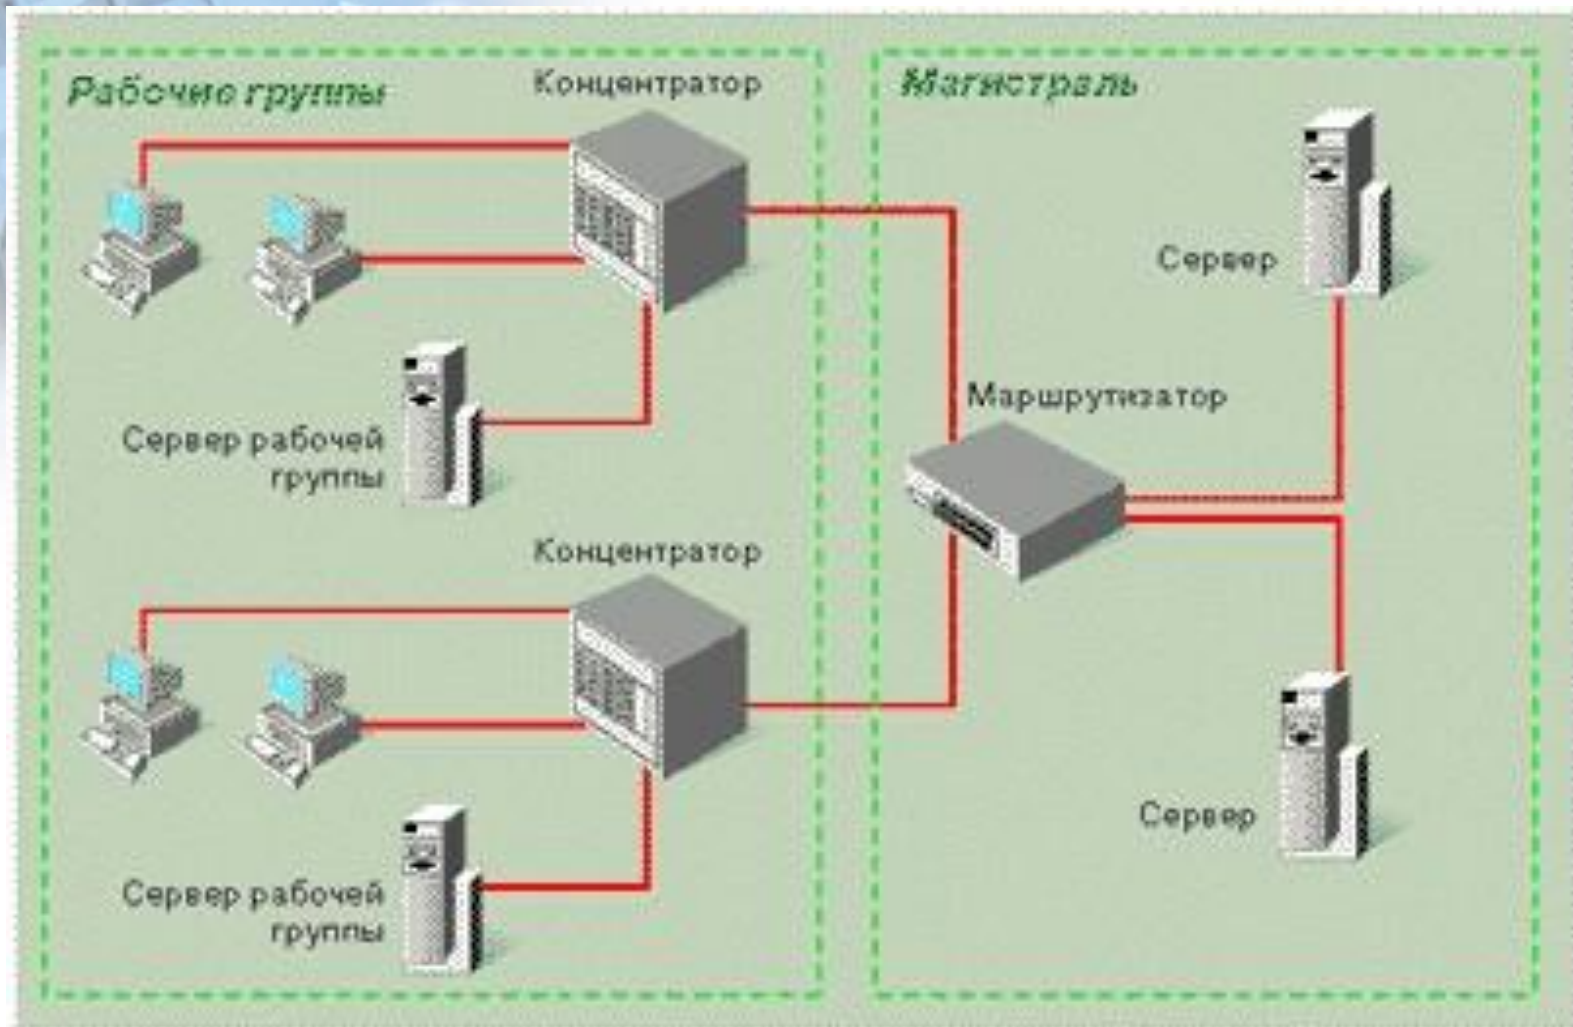 Рабочие группы
Концентратор
Магистраль
Сервер
Маршрутизатор
Сервер рабочей
группы
Концентратор
Сервер
Сервер рабочей
группы